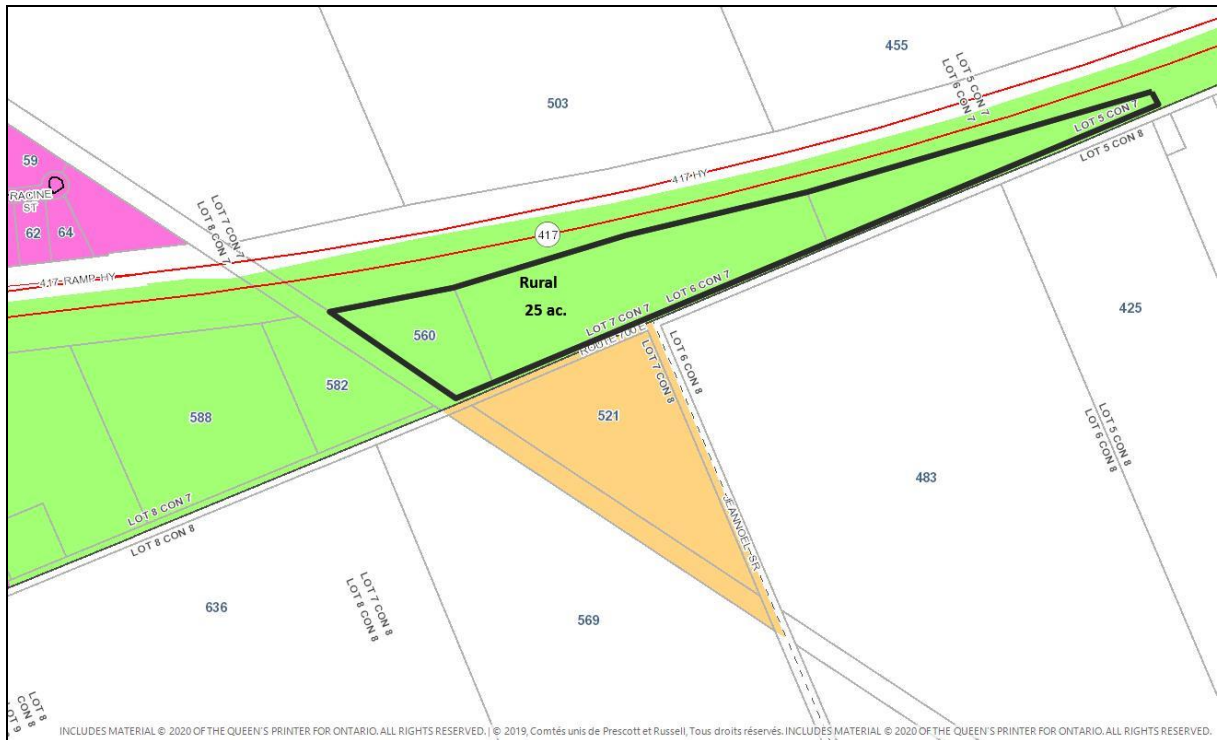 455
LOT 5 CON 7
LOT 6 CON 7
503
LOT 5 CON 7
59
LOT 5 CON 8
RACINE
ST
417 HY
62
64
LOT 7 CON 7
LOT 8 CON 7
417
417 RAMP HY
Rural
25 ac.
LOT 6 CON 7
LOT 7 CON 7
425
560
ROUTE 700 E
LOT 6 CON 8
LOT 7 CON 8
582
588
521
LOT 5 CON 8
LOT 6 CON 8
483
JEANNOEL SR
LOT 8 CON 7
LOT 8 CON 8
636
LOT 7 CON 8
LOT 8 CON 8
569
LOT 8
CON 8
LOT 9
INCLUDES MATERIAL © 2020 OF THE QUEEN'S PRINTER FOR ONTARIO. ALL RIGHTS RESERVED. | © 2019, Comtés unis de Prescott et Russell, Tous droits réservés. INCLUDES MATERIAL © 2020 OF THE QUEEN'S PRINTER FOR ONTARIO. ALL RIGHTS RESERVED.